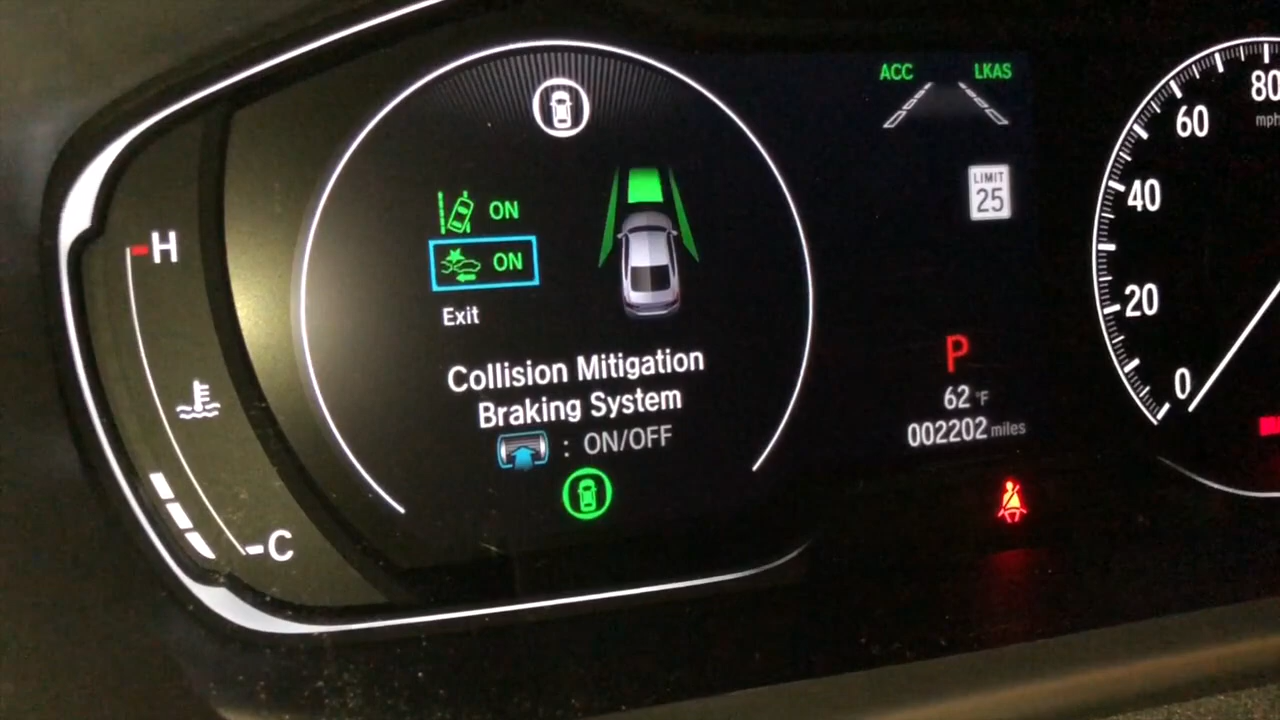 ON
ON
Exit
Collision Mitigation
Braking System
: ON/OFF
H
C
ACC LKAS
LIMIT
25
P
62 °F
002202 miles
80
mph
60
40
20
0